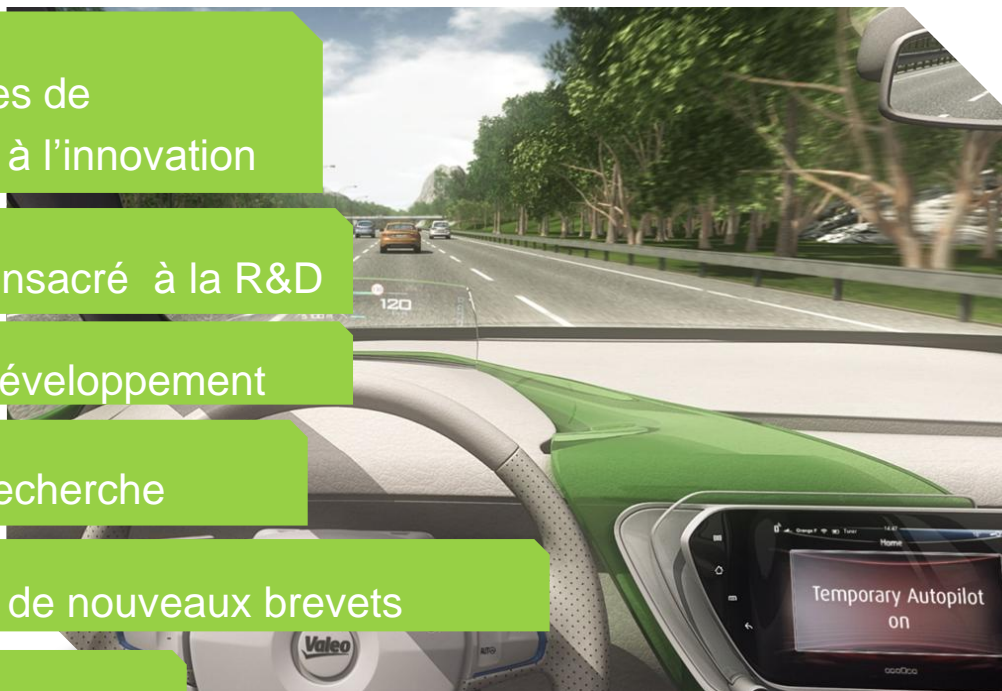 es de
à l’innovation
nsacré à la R&D
120
éveloppement
echerche
de nouveaux brevets
Home
Temporary Autopilot
on
Valeo